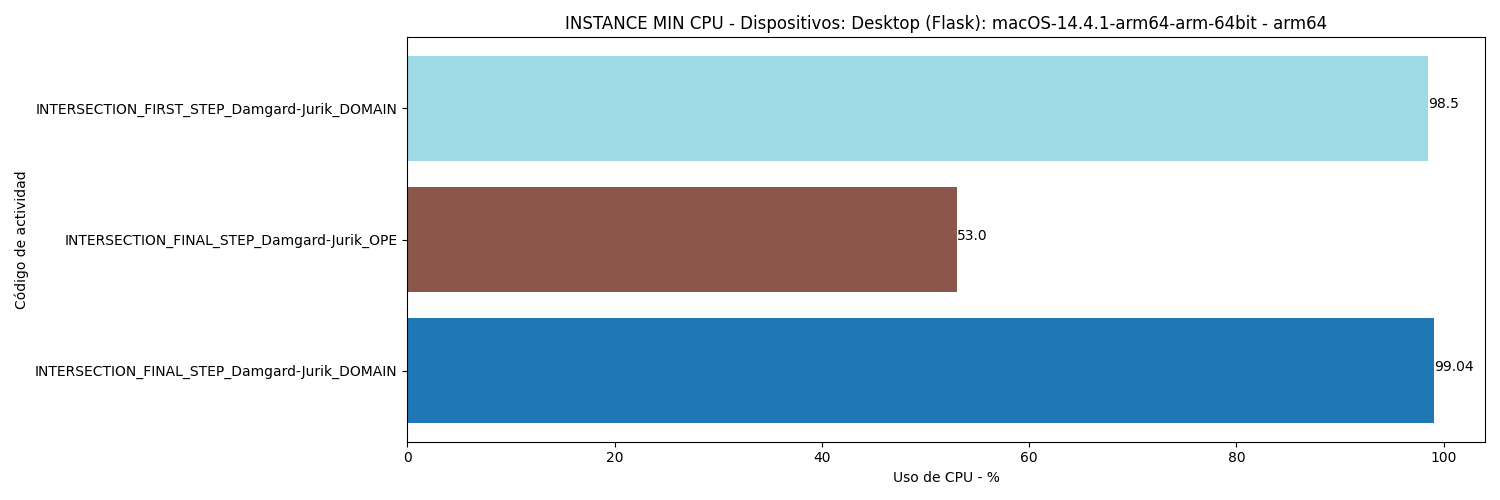 INSTANCE MIN CPU - Dispositivos: Desktop (Flask): macOS-14.4.1-arm64-arm-64bit - arm64
Código de actividad
INTERSECTION_FIRST_STEP_Damgard-Jurik_DOMAIN
98.5
INTERSECTION_FINAL_STEP_Damgard-Jurik_OPE
53.0
INTERSECTION_FINAL_STEP_Damgard-Jurik_DOMAIN
99.04
0 20 40 60 80 100
Uso de CPU - %